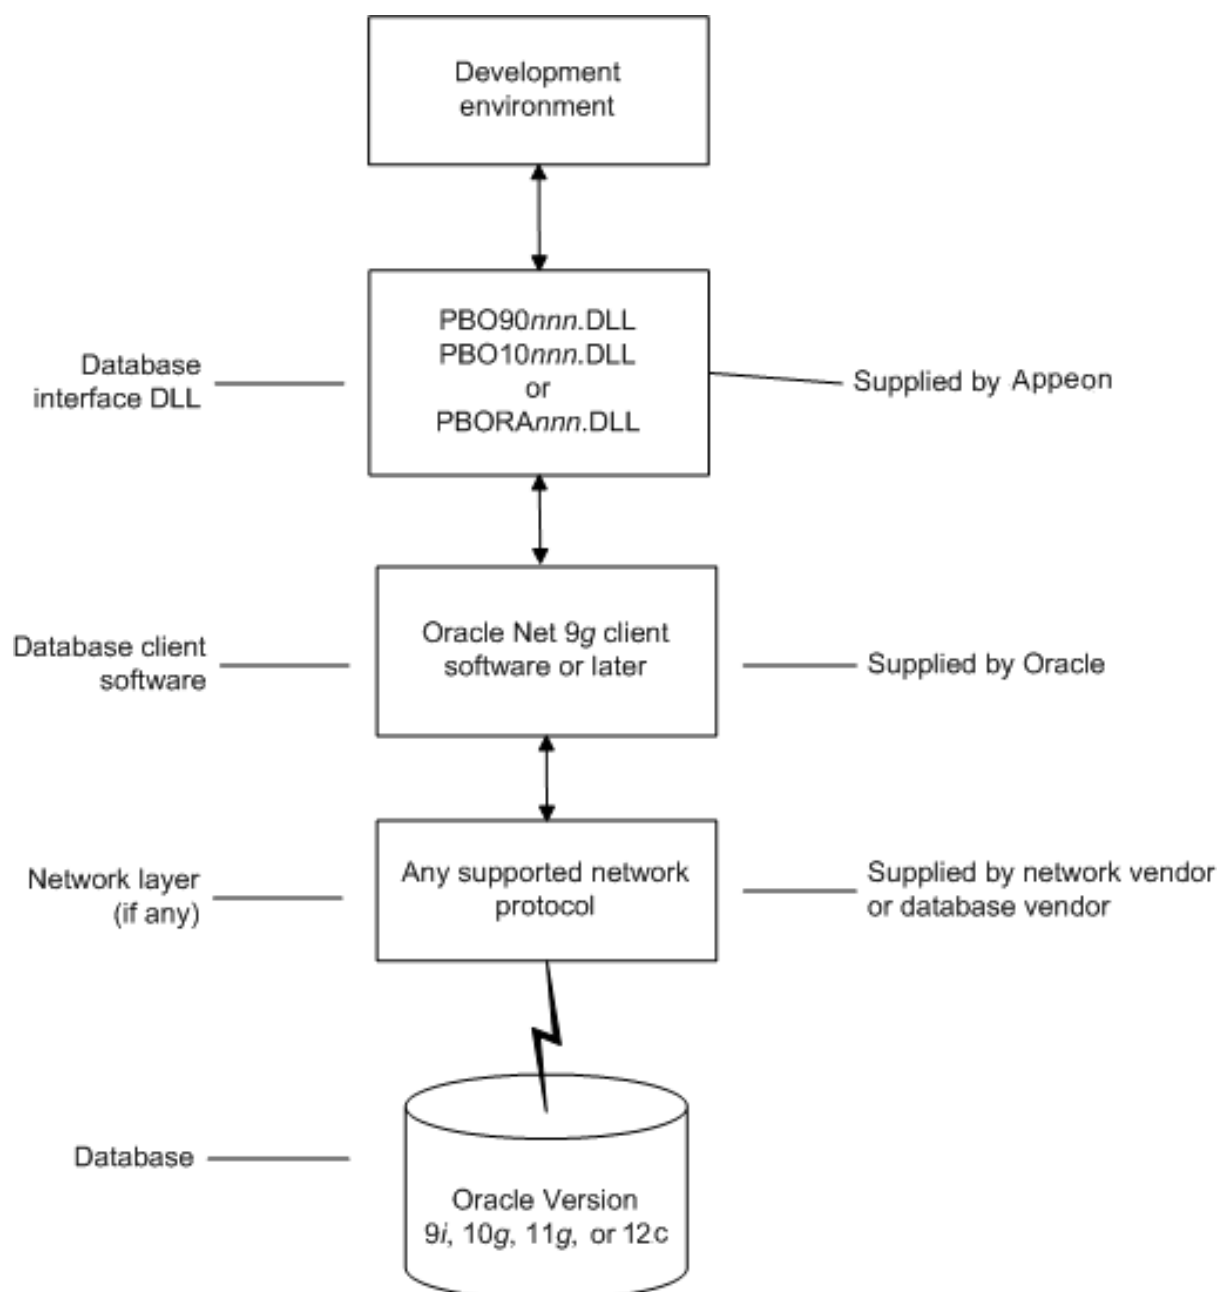 Development
environment
PBO90nnn.DLL
PBO10nnn.DLL
or
PBORAnnn.DLL
Database
interface DLL
Supplied by Appeon
Oracle Net 9g client
software or later
Database client
software
Supplied by Oracle
Any supported network
protocol
Network layer
(if any)
Supplied by network vendor
or database vendor
Database
Oracle Version
9i, 10g, 11g, or 12c